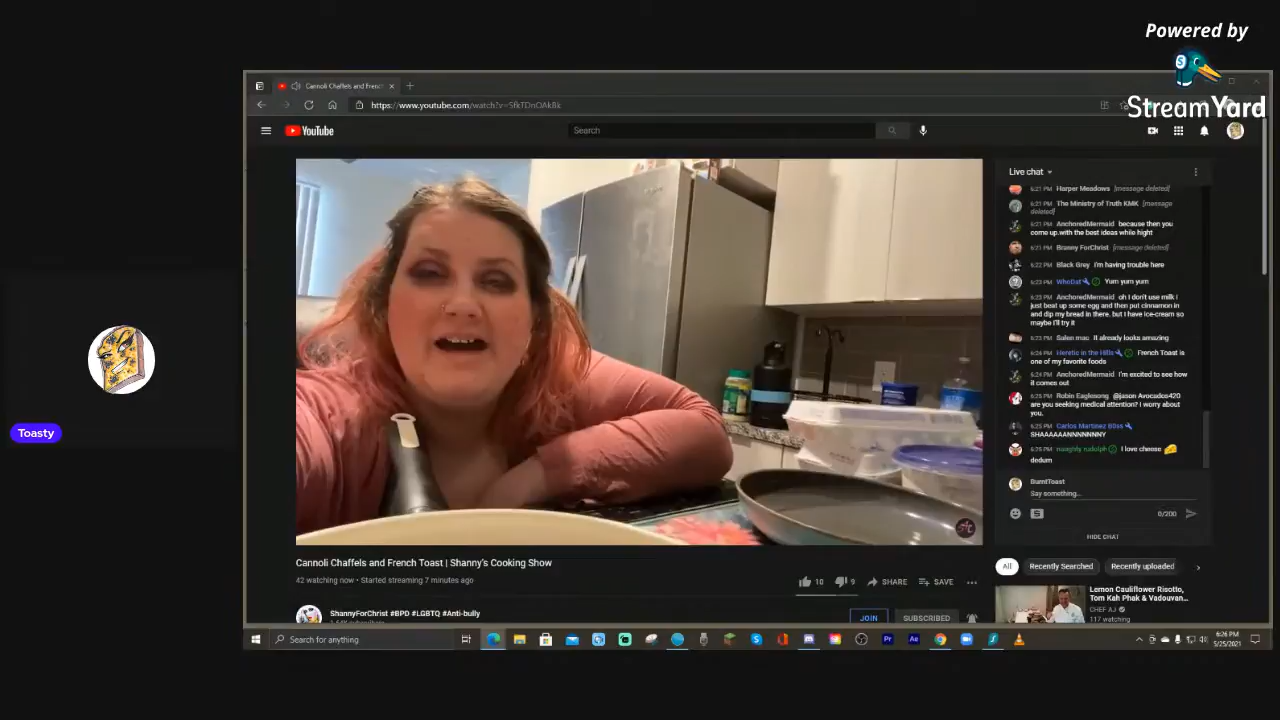 Powered by
StreamYard
Cannoli Chaffels and French
https://www.youtube.com/watch?v=
YouTube
Search
Live chat
6:21 PM Harper Meadows [message deleted]
6:21 PM The Ministry of Truth KMK [message
deleted]
6:21 PM AnchoredMermaid because then you
come up.with the best ideas while hight
6:21 PM Branny ForChrist [message deleted]
6:22 PM Black Grey I'm having trouble here
6:23 PM WhoDat Yum yum yum
6:23 PM AnchoredMermaid oh I don't use milk I
just beat up some egg and then put cinnamon in
and dip my bread in there. but I have ice-cream so
maybe I'll try it
6:23 PM Salen mac It already looks amazing
6:24 PM Heretic in the Hills French Toast is
one of my favorite foods
6:24 PM AnchoredMermaid I'm excited to see how
it comes out
6:25 PM Robin Eaglesong @jason Avocados420
are you seeking medical attention? I worry about
you.
6:25 PM Carlos Martinez
SHAAAAAANNNNNNNY
6:25 PM naughty rudolph I love cheese
dedum
BurntToast
Say something...
0/200
HIDE CHAT
Toasty
Cannoli Chaffels and French Toast | Shanny's Cooking Show
42 watching now • Started streaming 7 minutes ago
10 9 SHARE SAVE
All Recently Searched Recently uploaded
Lemon Cauliflower Risotto,
Tom Kah Phak & Vadouvan...
CHEF AJ
117 watching
ShannyForChrist #BPD #LGBTQ #Anti-bully
JOIN SUBSCRIBED
Search for anything
6:26 PM
5/25/2021